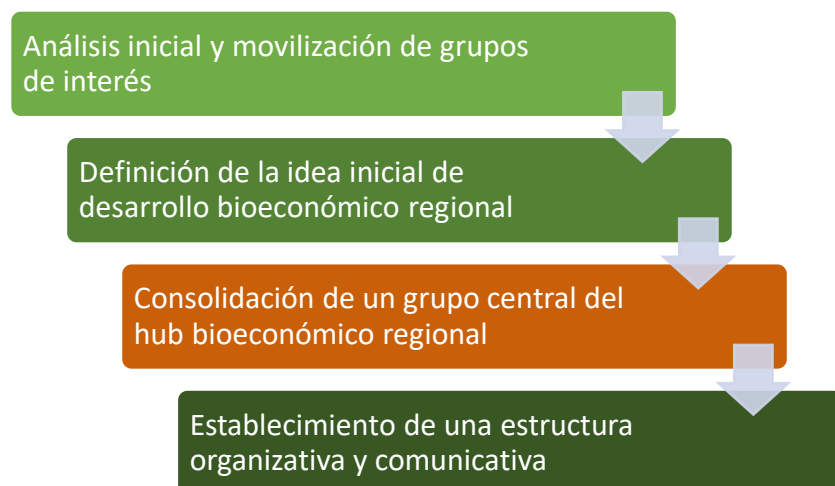 Análisis inicial y movilización de grupos
de interés
Definición de la idea inicial de
desarrollo bioeconómico regional
Consolidación de un grupo central del
hub bioeconómico regional
Establecimiento de una estructura
organizativa y comunicativa